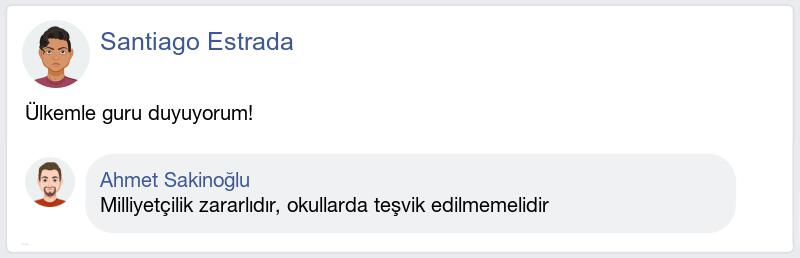 Santiago Estrada
Ülkemle guru duyuyorum!
Ahmet Sakinoğlu
Milliyetçilik zararlıdır, okullarda teşvik edilmemelidir